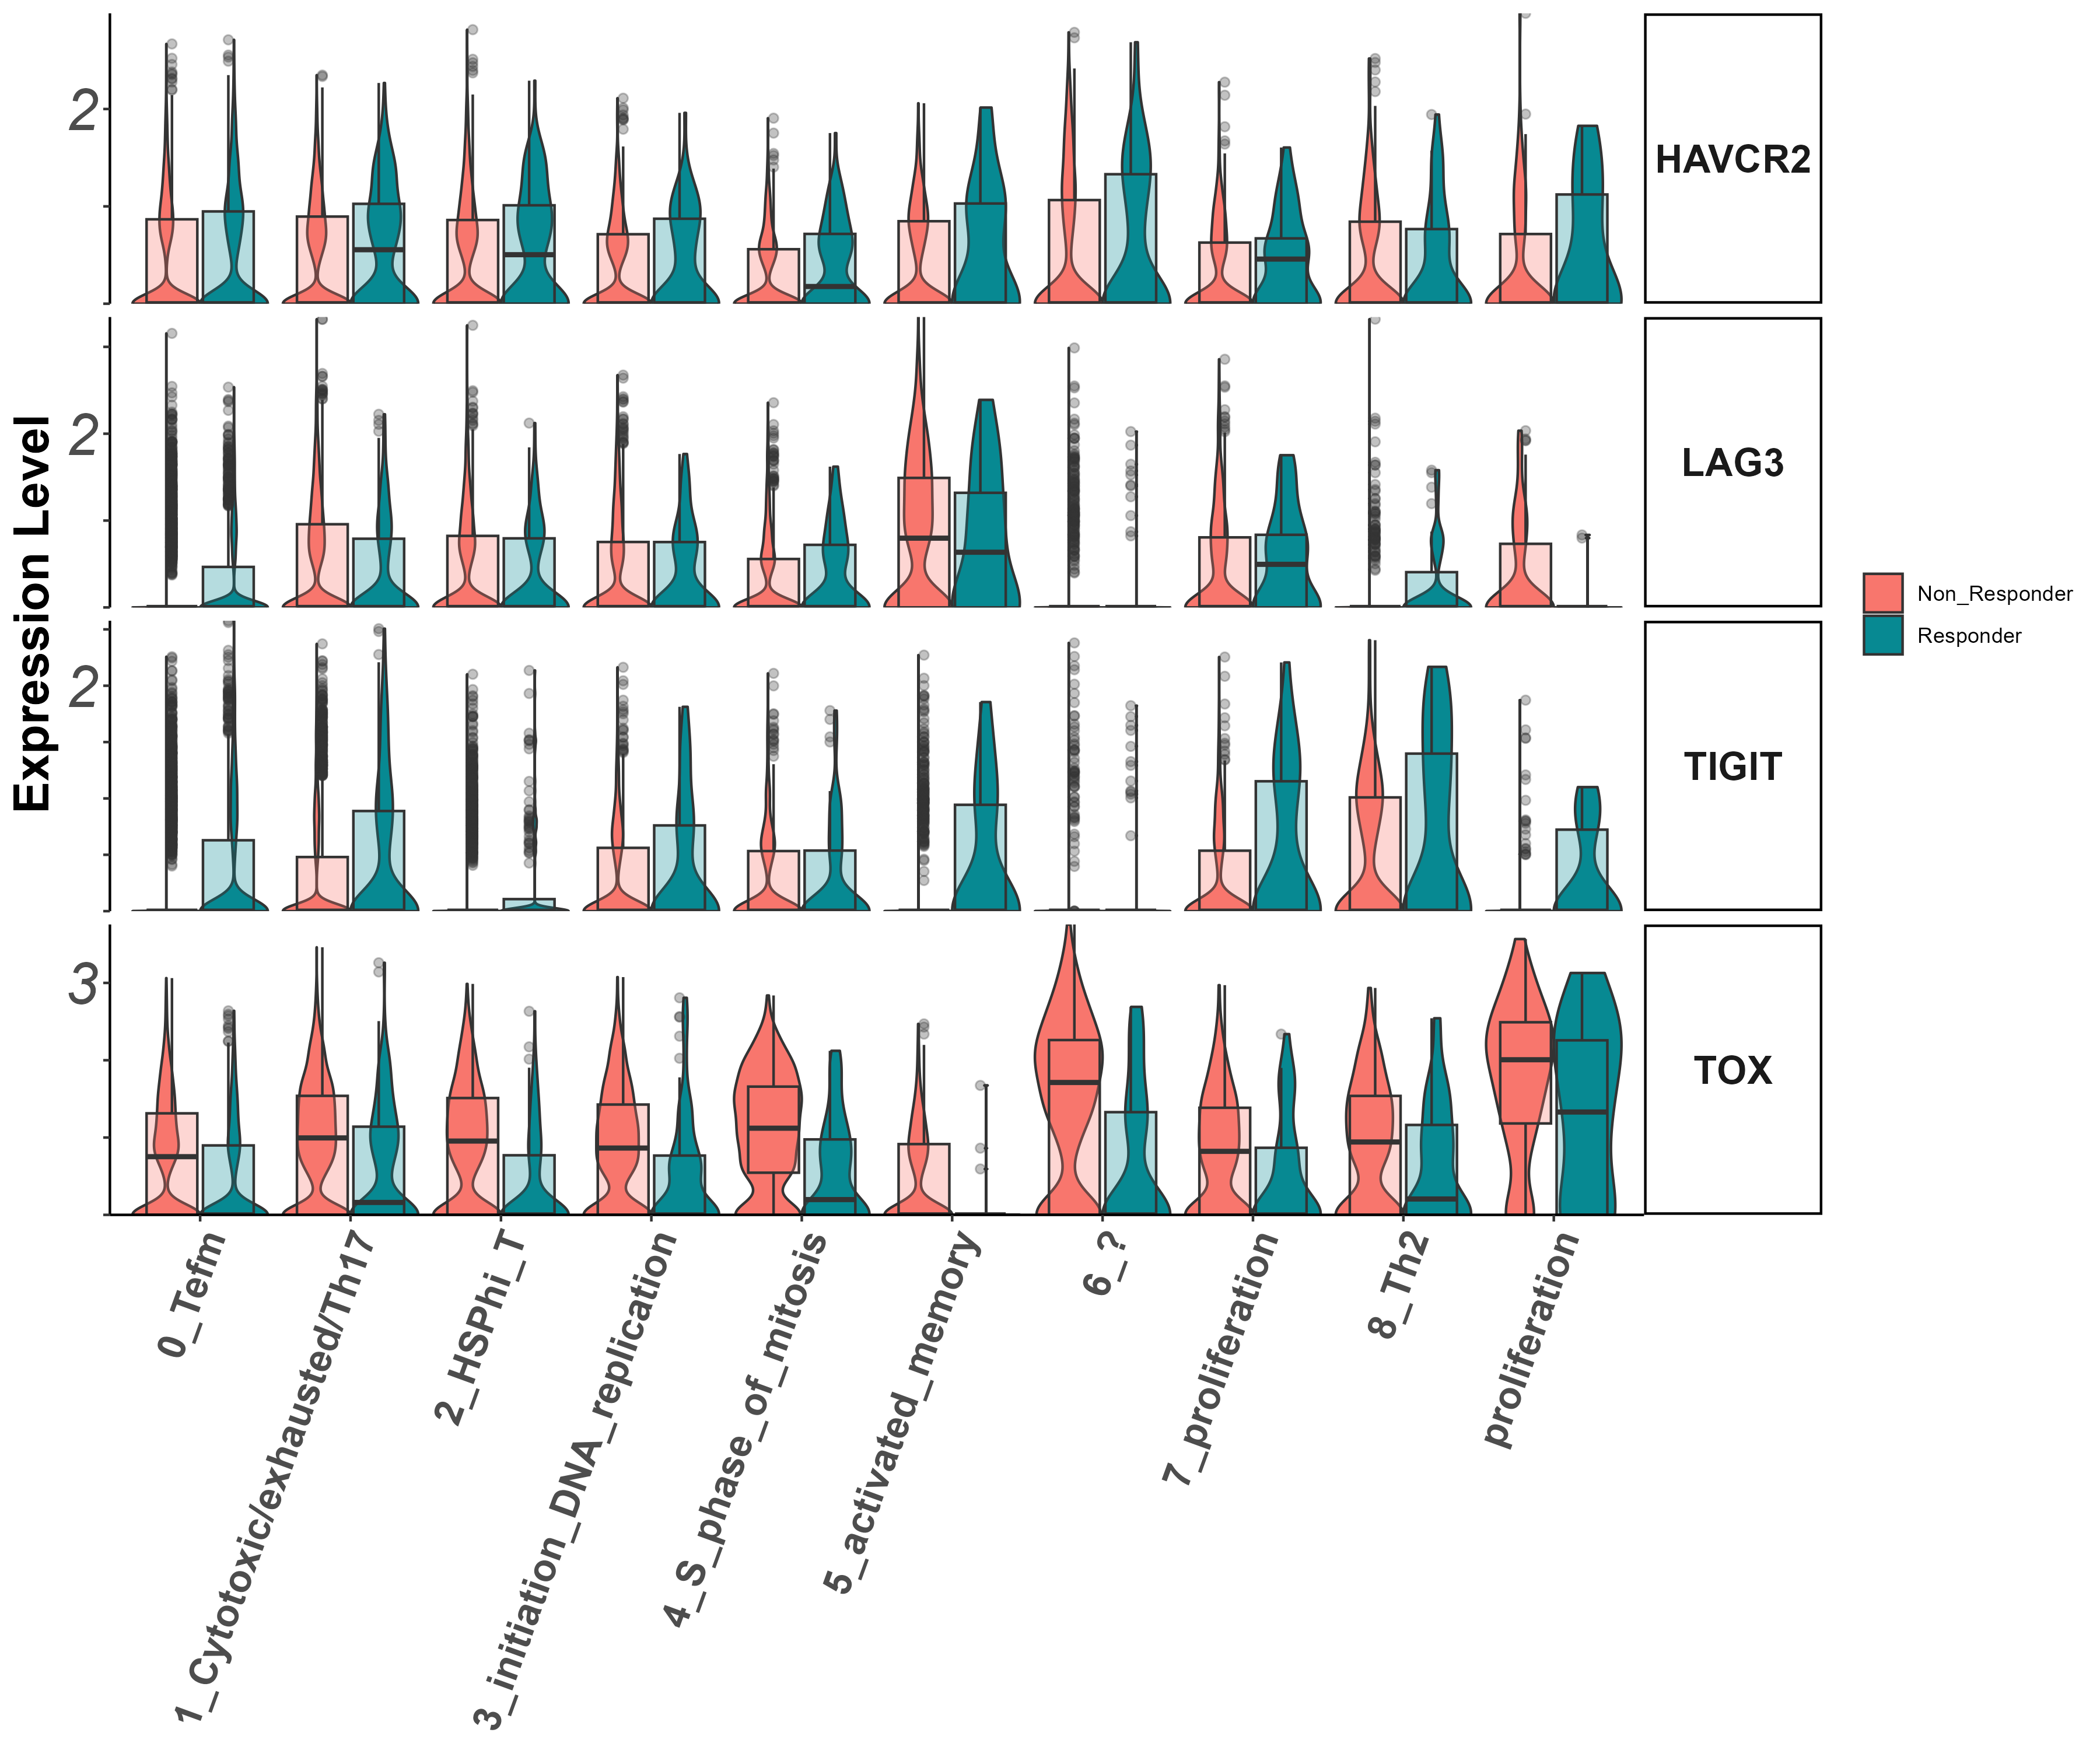 Expression Level
2
HAVCR2
2
LAG3
2
TIGIT
3
TOX
Non_Responder
Responder
0_Tefm
1_Cytotoxic/exhausted/Th17
2_HSPhi_T
3_initiation_DNA_replication
4_S_phase_of_mitosis
5_activated_memory
6_?
7_proliferation
8_Th2
proliferation